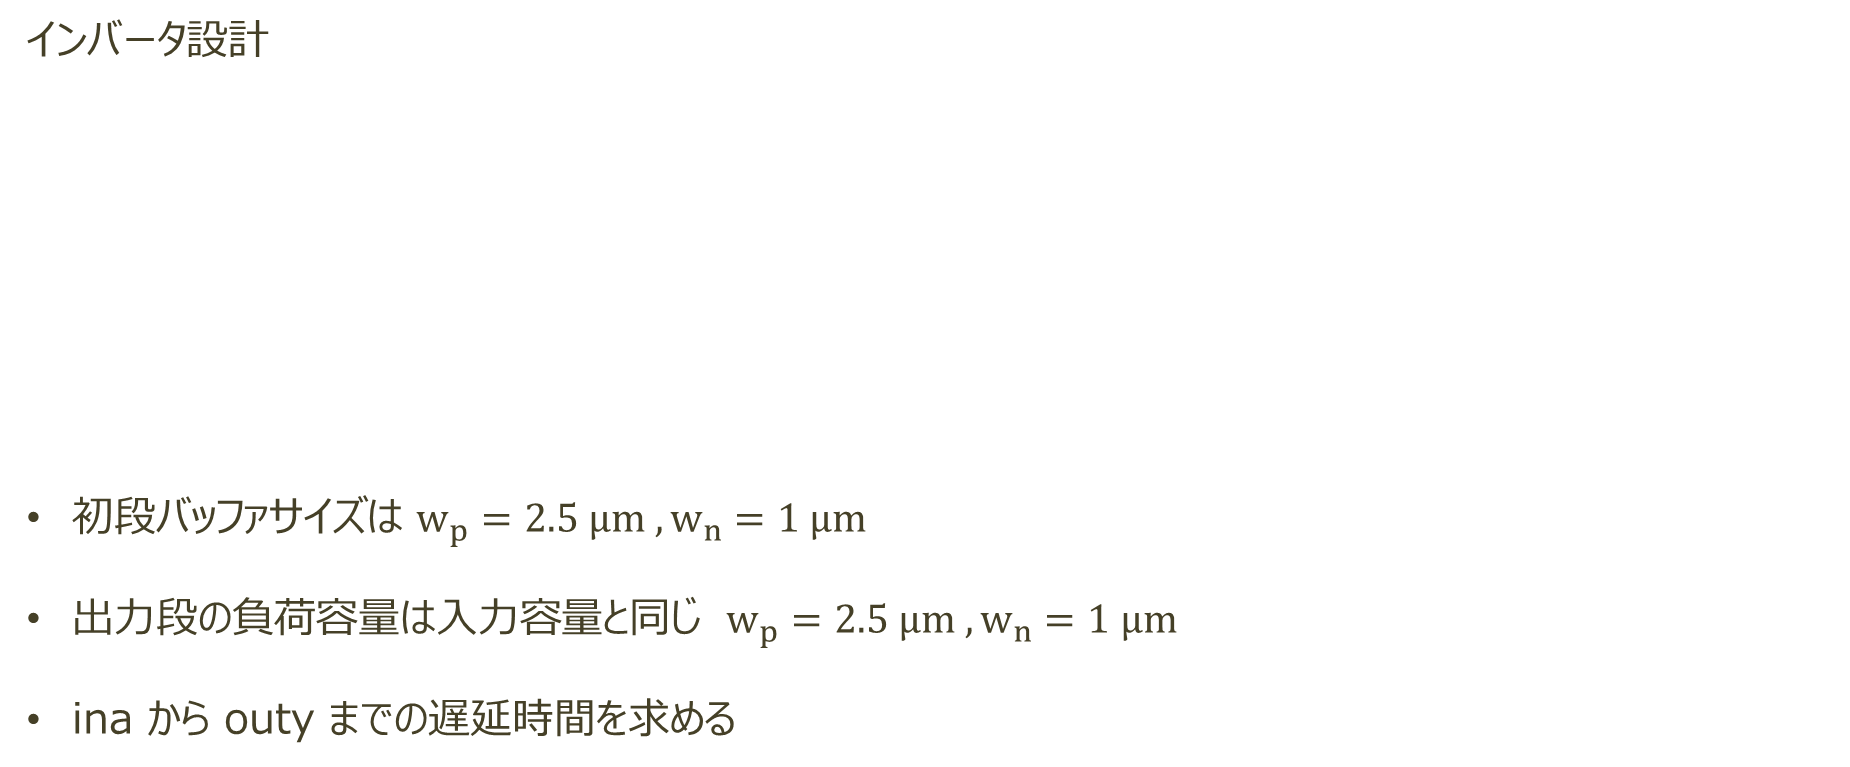 インバータ設計
• 初段バッファサイズは wp = 2.5 μm , wn = 1 μm
• 出力段の負荷容量は入力容量と同じ wp = 2.5 μm , wn = 1 μm
• ina から outy までの遅延時間を求める